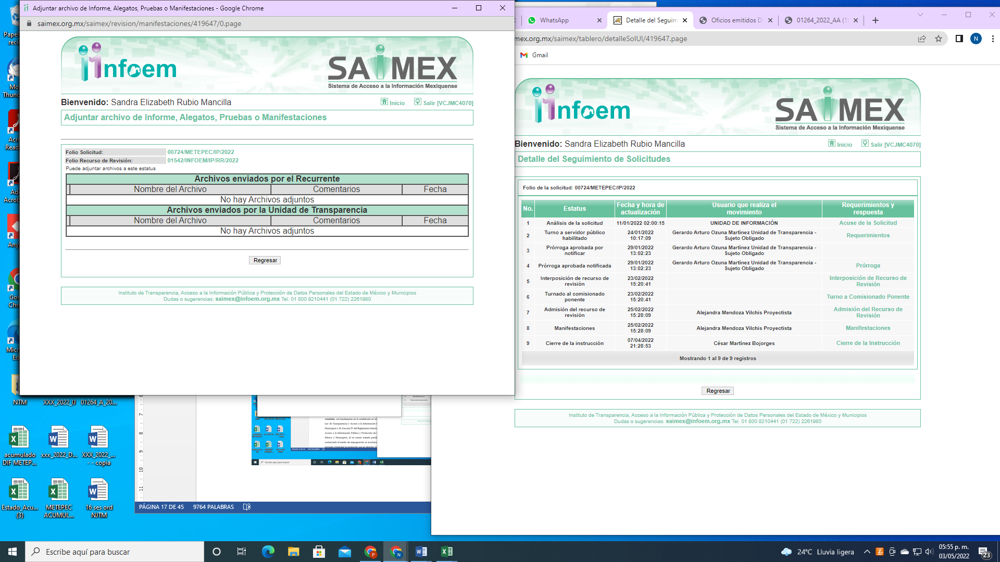 Adjuntar archivo de Informe, Alegatos, Pruebas o Manifestaciones - Google Chrome
saimex.org.mx/saimex/revision/manifestaciones/419647/0.page
infoem
SAIMEX
Sistema de Acceso a la Información Mexiquense
Bienvenido: Sandra Elizabeth Rubio Mancilla
Inicio
Salir [VCJMC4070]
Adjuntar archivo de Informe, Alegatos, Pruebas o Manifestaciones
Folio Solicitud: 00724/METEPEC/IP/2022
Folio Recurso de Revisión: 01542/INFOEM/IP/RR/2022
Puede adjuntar archivos a este estatus
Archivos enviados por el Recurrente
Nombre del Archivo Comentarios Fecha
No hay Archivos adjuntos
Archivos enviados por la Unidad de Transparencia
Nombre del Archivo Comentarios Fecha
No hay Archivos adjuntos
Regresar
Instituto de Transparencia, Acceso a la Información Pública y Protección de Datos Personales del Estado de México y Municipios
Dudas o sugerencias: saimex@infoem.org.mx Tel. 01 800 8210441 (01 722) 2261980
WhatsApp
Detalle del Seguim
Oficios emitidos D
01264_2022_AA (1)
mex.org.mx/saimex/tablero/detalleSolUI/419647.page
N
Gmail
infoem
SAIMEX
Sistema de Acceso a la Información Mexiquense
Bienvenido: Sandra Elizabeth Rubio Mancilla
Inicio
Salir [VCJMC4070]
Detalle del Seguimiento de Solicitudes
Folio de la solicitud: 00724/METEPEC/IP/2022
No. Estatus Fecha y hora de actualización Usuario que realiza el movimiento Requerimientos y respuesta
1 Análisis de la solicitud 11/01/2022 02:00:15 UNIDAD DE INFORMACIÓN Acuse de la Solicitud
2 Turno a servidor público habilitado 24/01/2022 10:17:09 Gerardo Arturo Ozuna Martínez Unidad de Transparencia - Sujeto Obligado Requerimientos
3 Prórroga aprobada por notificar 29/01/2022 13:02:23 Gerardo Arturo Ozuna Martínez Unidad de Transparencia - Sujeto Obligado
4 Prórroga aprobada notificada 29/01/2022 13:02:23 Gerardo Arturo Ozuna Martínez Unidad de Transparencia - Sujeto Obligado Prórroga
5 Interposición de recurso de revisión 23/02/2022 15:20:41 Interposición de Recurso de Revisión
6 Turnado al comisionado ponente 23/02/2022 15:20:41 Turno a Comisionado Ponente
7 Admisión del recurso de revisión 25/02/2022 15:28:09 Alejandra Mendoza Vilchis Proyectista Admisión del Recurso de Revisión
8 Manifestaciones 25/02/2022 15:28:09 Alejandra Mendoza Vilchis Proyectista Manifestaciones
9 Cierre de la instrucción 07/04/2022 21:28:53 César Martínez Bojorges Cierre de la Instrucción
Mostrando 1 al 9 de 9 registros
Regresar
Instituto de Transparencia, Acceso a la Información Pública y Protección de Datos Personales del Estado de México y Municipios
Dudas o sugerencias: saimex@infoem.org.mx Tel. 01 800 8210441 (01 722) 2261980
NTM
XXX_2022_IJ
01264_A_20...
acumulado DIF METEP...
xxx_2022_D...
XXX_2022_... - - copia
Estado_Acu... (3)
METEPEC ACUMUL...
16 ses ord NJTM
PÁGINA 17 DE 45
9764 PALABRAS
Escribe aquí para buscar
24°C Lluvia ligera
05:55 p. m.
03/05/2022
23